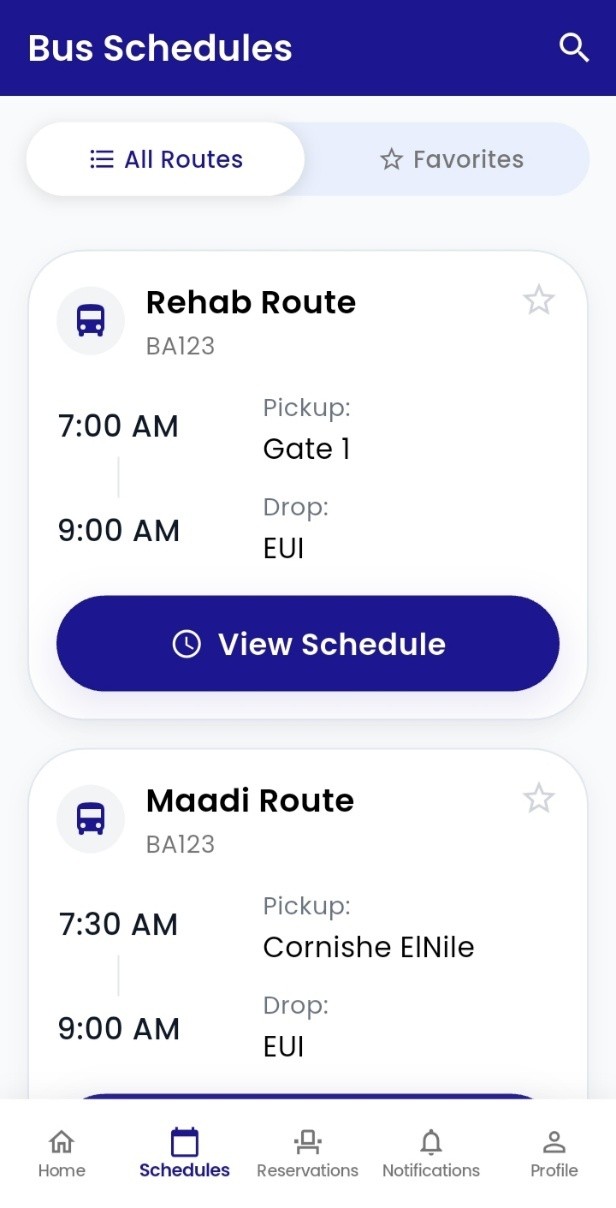 Bus Schedules
All Routes
Favorites
Rehab Route
BA123
7:00 AM
Pickup:
Gate 1
9:00 AM
Drop:
EUI
View Schedule
Maadi Route
BA123
7:30 AM
Pickup:
Cornishe ElNile
9:00 AM
Drop:
EUI
Home
Schedules
Reservations
Notifications
Profile